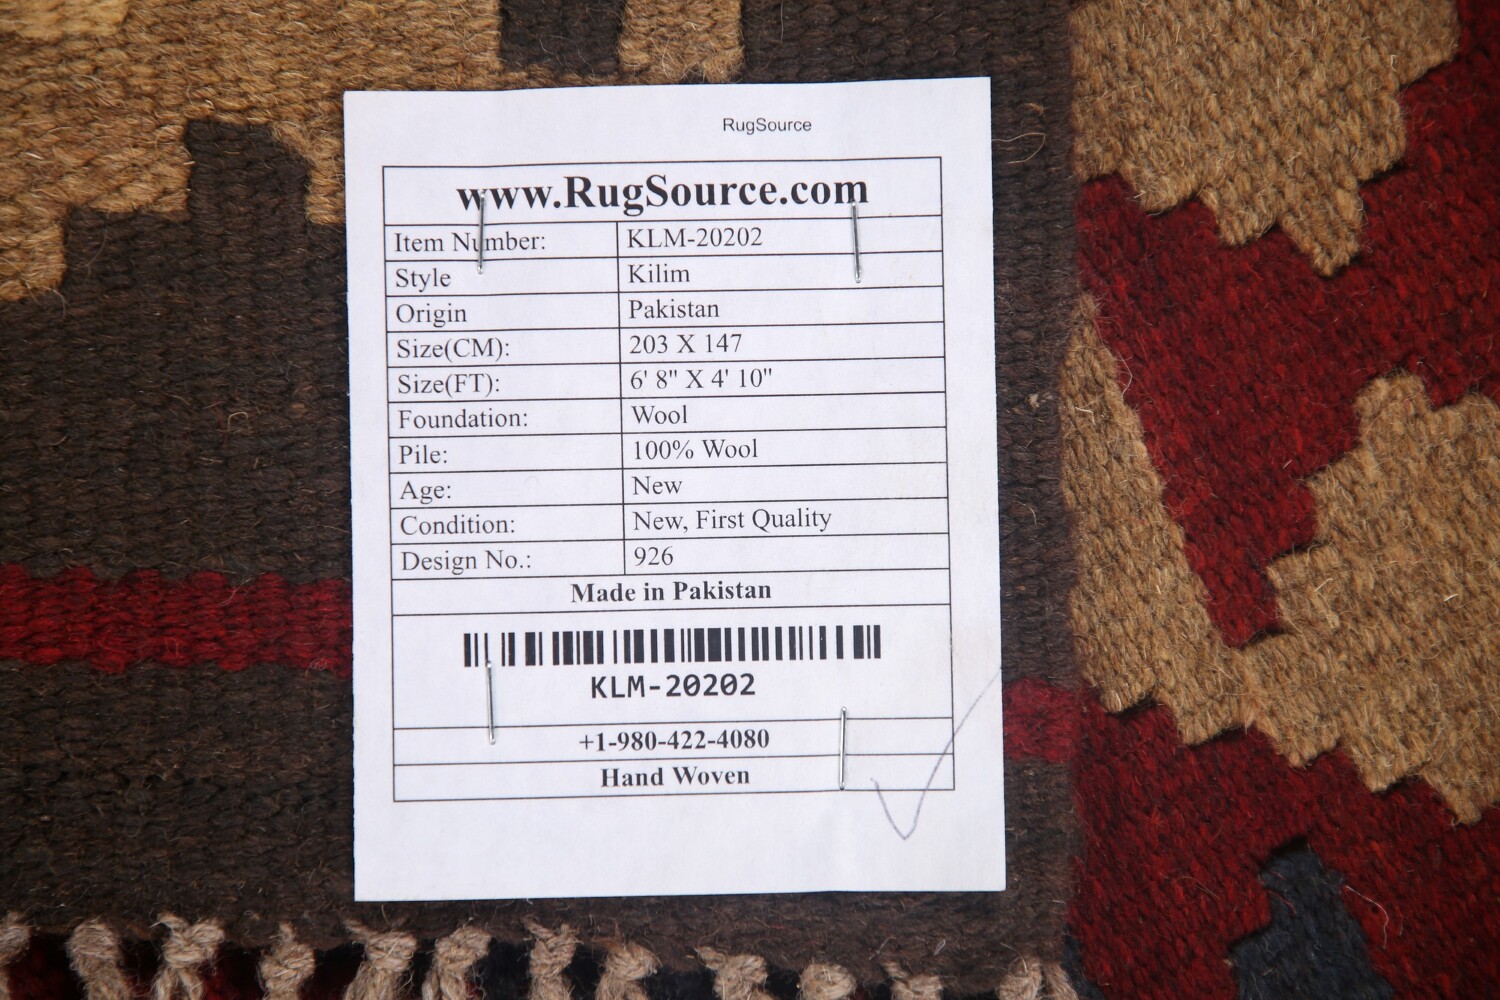 RugSource
www.RugSource.com
Item Number: KLM-20202
Style Kilim
Origin Pakistan
Size(CM): 203 X 147
Size(FT): 6' 8" X 4' 10"
Foundation: Wool
Pile: 100% Wool
Age: New
Condition: New, First Quality
Design No.: 926
Made in Pakistan
KLM-20202
+1-980-422-4080
Hand Woven